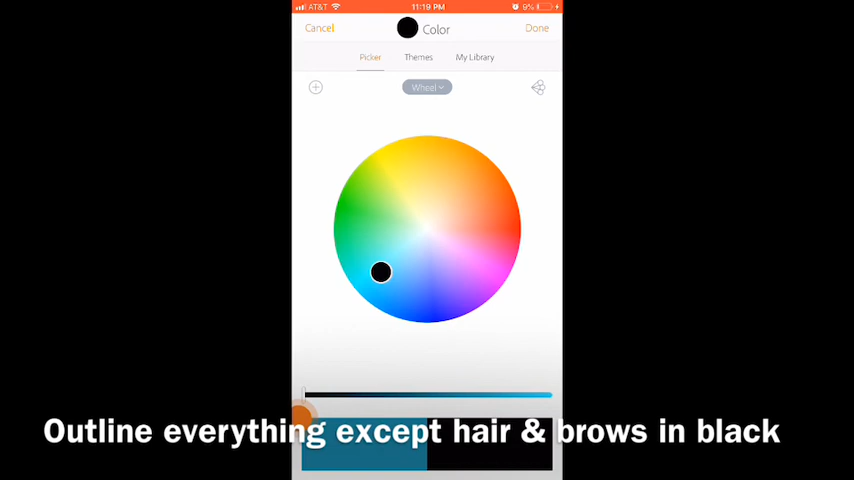 AT&T 11:19 PM 9%
Cancel Color Done
Picker Themes My Library
Wheel
Outline everything except hair & brows in black